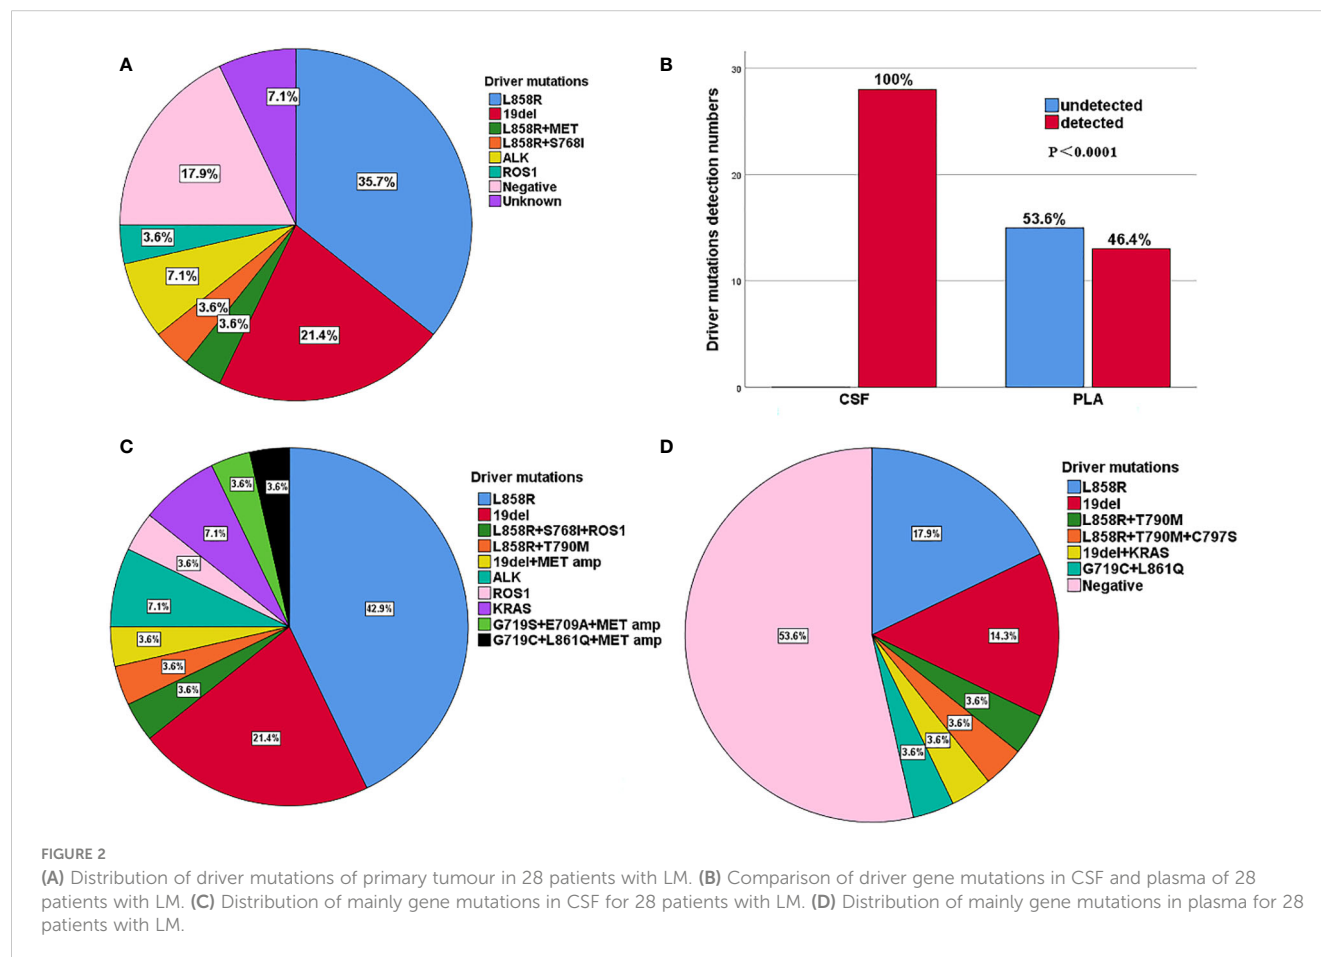 A
7.1%
35.7%
17.9%
3.6%
7.1%
3.6%
3.6%
21.4%
Driver mutations
L858R
19del
L858R+MET
L858R+S768I
ALK
ROS1
Negative
Unknown
B
Driver mutations detection numbers
30
20
10
0
100%
53.6%
46.4%
undetected
detected
P<0.0001
CSF
PLA
C
3.6%
3.6%
7.1%
3.6%
7.1%
3.6%
3.6%
3.6%
21.4%
42.9%
Driver mutations
L858R
19del
L858R+S768I+ROS1
L858R+T790M
19del+MET amp
ALK
ROS1
KRAS
G719S+E709A+MET amp
G719C+L861Q+MET amp
D
17.9%
53.6%
14.3%
3.6%
3.6%
3.6%
3.6%
Driver mutations
L858R
19del
L858R+T790M
L858R+T790M+C797S
19del+KRAS
G719C+L861Q
Negative
FIGURE 2
(A) Distribution of driver mutations of primary tumour in 28 patients with LM. (B) Comparison of driver gene mutations in CSF and plasma of 28
patients with LM. (C) Distribution of mainly gene mutations in CSF for 28 patients with LM. (D) Distribution of mainly gene mutations in plasma for 28
patients with LM.